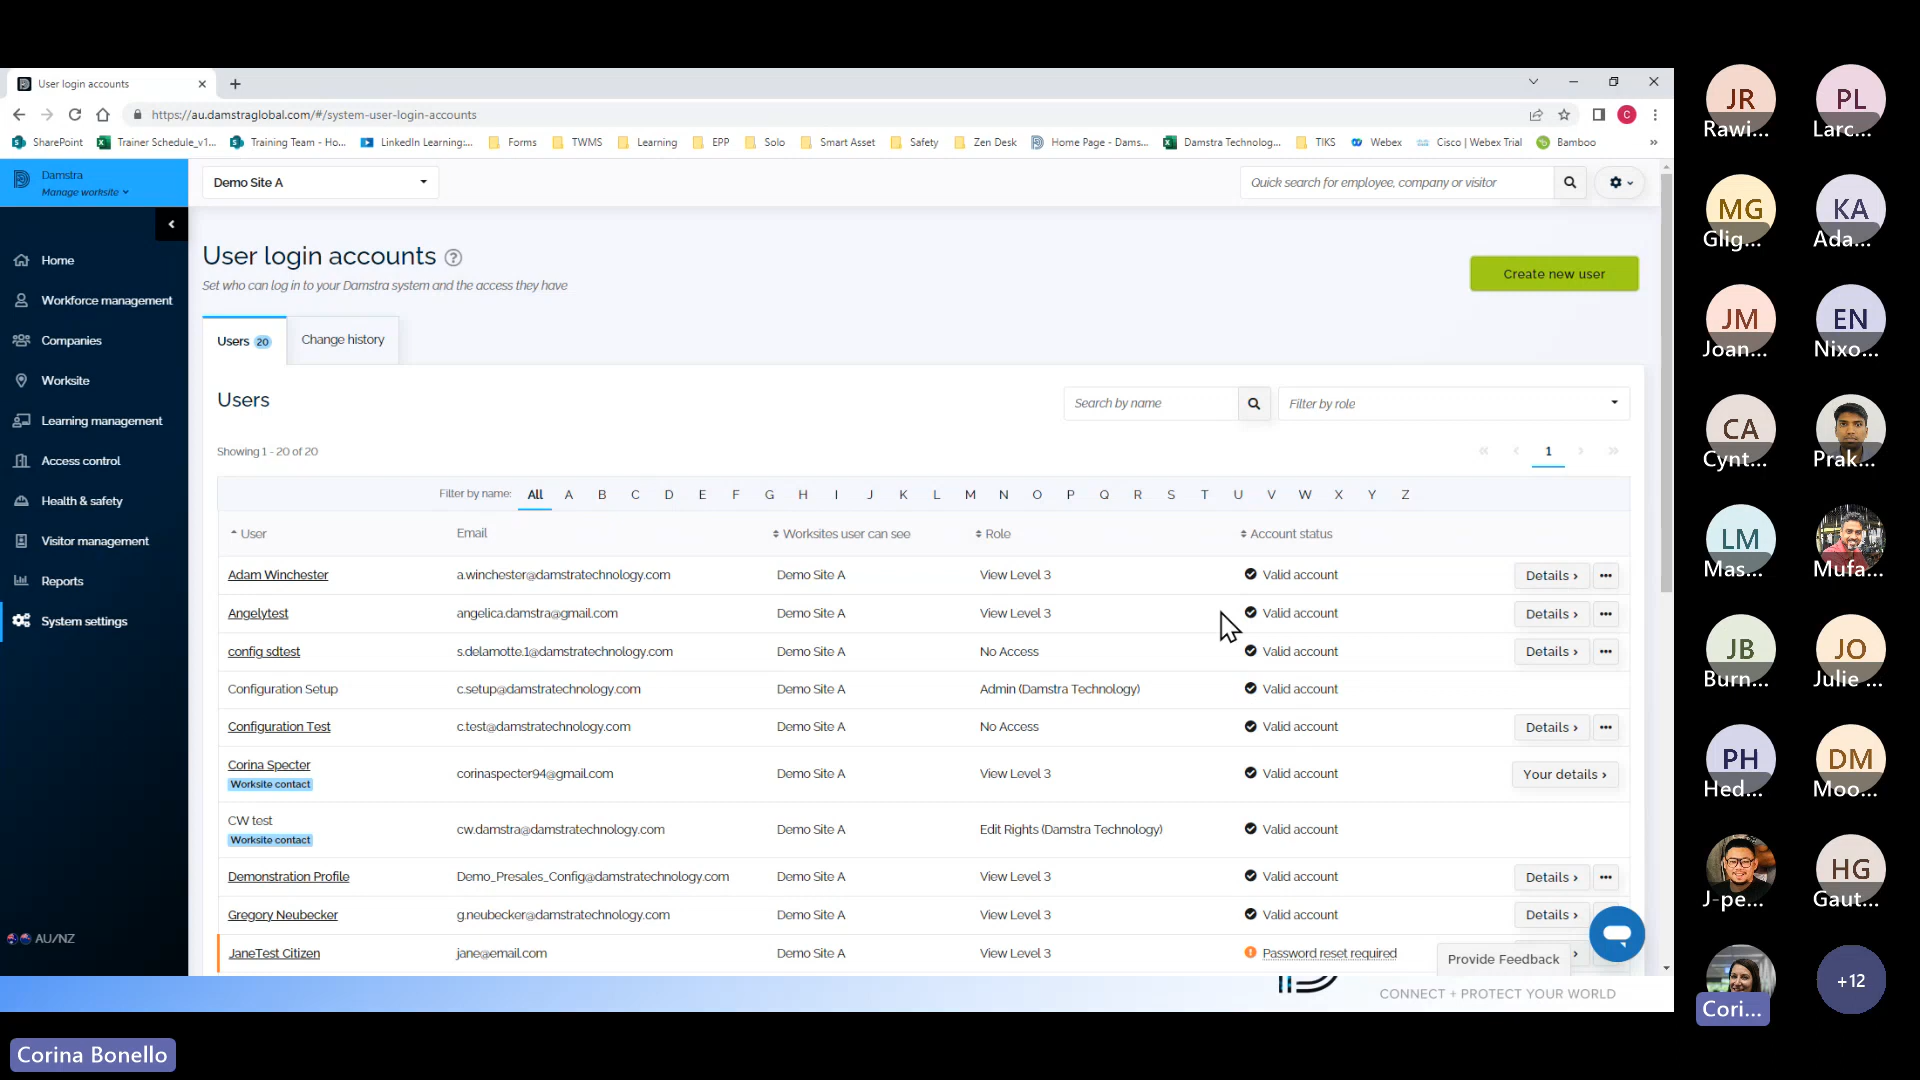 User login accounts
https://au.damstraglobal.com/#/system-user-login-accounts
C
SharePoint
Trainer Schedule_v1...
Training Team - Ho...
LinkedIn Learning:...
Forms
TWMS
Learning
EPP
Solo
Smart Asset
Safety
Zen Desk
Home Page - Dams...
Damstra Technolog...
TIKS
Webex
Cisco | Webex Trial
Bamboo
»
Damstra
Manage worksite
Demo Site A
Quick search for employee, company or visitor
Home
Workforce management
Companies
Worksite
Learning management
Access control
Health & safety
Visitor management
Reports
System settings
AU/NZ
User login accounts
Set who can log in to your Damstra system and the access they have
Create new user
Users 20
Change history
Users
Search by name
Filter by role
Showing 1 - 20 of 20
« ‹ 1 › »
Filter by name: All A B C D E F G H I J K L M N O P Q R S T U V W X Y Z
User Email Worksites user can see Role Account status
Adam Winchester a.winchester@damstratechnology.com Demo Site A View Level 3 Valid account Details › •••
Angelytest angelica.damstra@gmail.com Demo Site A View Level 3 Valid account Details › •••
config sdtest s.delamotte.1@damstratechnology.com Demo Site A No Access Valid account Details › •••
Configuration Setup c.setup@damstratechnology.com Demo Site A Admin (Damstra Technology) Valid account
Configuration Test c.test@damstratechnology.com Demo Site A No Access Valid account Details › •••
Corina Specter corinaspecter94@gmail.com Demo Site A View Level 3 Valid account Your details ›
Worksite contact
CW test cw.damstra@damstratechnology.com Demo Site A Edit Rights (Damstra Technology) Valid account
Worksite contact
Demonstration Profile Demo_Presales_Config@damstratechnology.com Demo Site A View Level 3 Valid account Details › •••
Gregory Neubecker g.neubecker@damstratechnology.com Demo Site A View Level 3 Valid account Details ›
JaneTest Citizen jane@email.com Demo Site A View Level 3 Password reset required
Provide Feedback
CONNECT + PROTECT YOUR WORLD
Corina Bonello
JR
Rawi...
PL
Larc...
MG
Glig...
KA
Ada...
JM
Joan...
EN
Nixo...
CA
Cynt...
Prak...
LM
Mas...
Mufa...
JB
Burn...
JO
Julie ...
PH
Hed...
DM
Moo...
J-pe...
HG
Gaut...
Cori...
+12